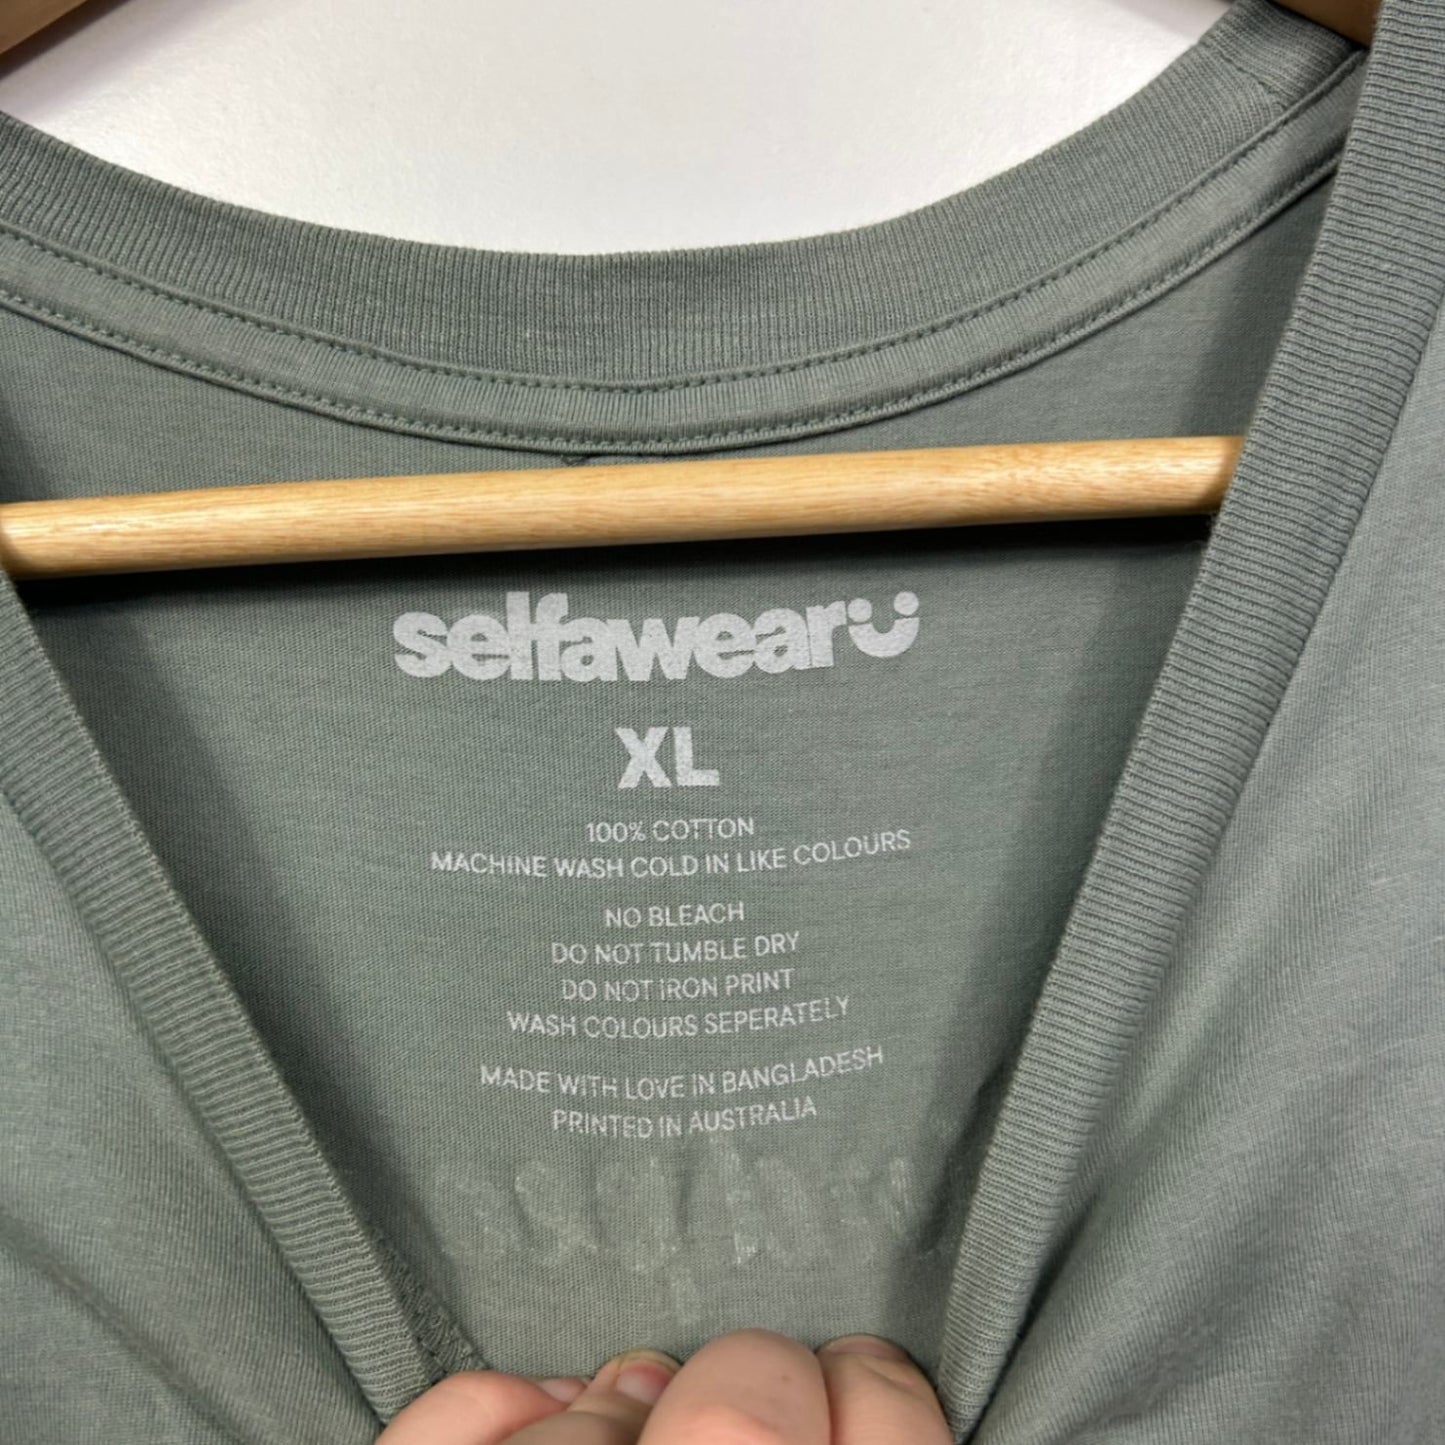 selfawear
XL
100% COTTON
MACHINE WASH COLD IN LIKE COLOURS
NO BLEACH
DO NOT TUMBLE DRY
DO NOT IRON PRINT
WASH COLOURS SEPERATELY
MADE WITH LOVE IN BANGLADESH
PRINTED IN AUSTRALIA